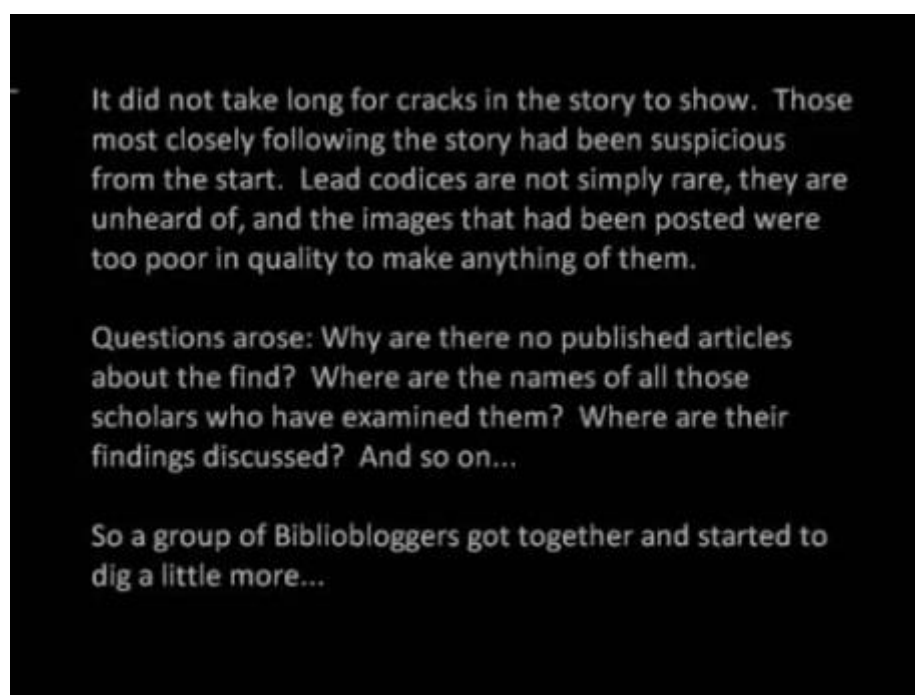 It did not take long for cracks in the story to show. Those
most closely following the story had been suspicious
from the start. Lead codices are not simply rare, they are
unheard of, and the images that had been posted were
too poor in quality to make anything of them.
Questions arose: Why are there no published articles
about the find? Where are the names of all those
scholars who have examined them? Where are their
findings discussed? And so on...
So a group of Bibliobloggers got together and started to
dig a little more...